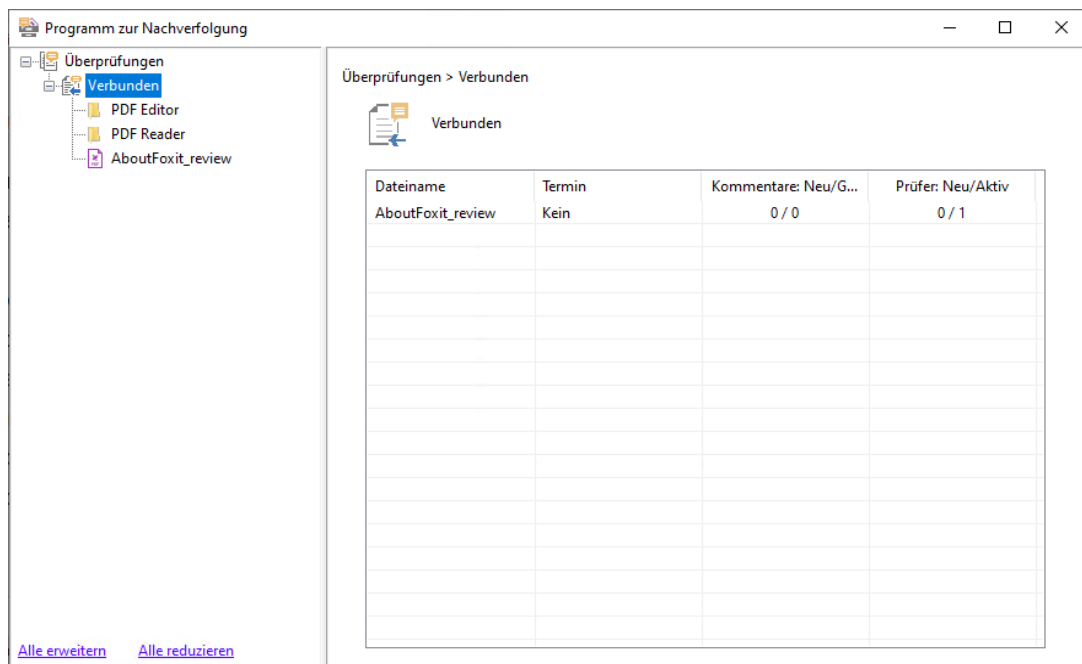 Programm zur Nachverfolgung
Überprüfungen
Verbunden
PDF Editor
PDF Reader
AboutFoxit_review
Alle erweitern Alle reduzieren
Überprüfungen > Verbunden
Verbunden
Dateiname Termin Kommentare: Neu/G... Prüfer: Neu/Aktiv
AboutFoxit_review Kein 0 / 0 0 / 1